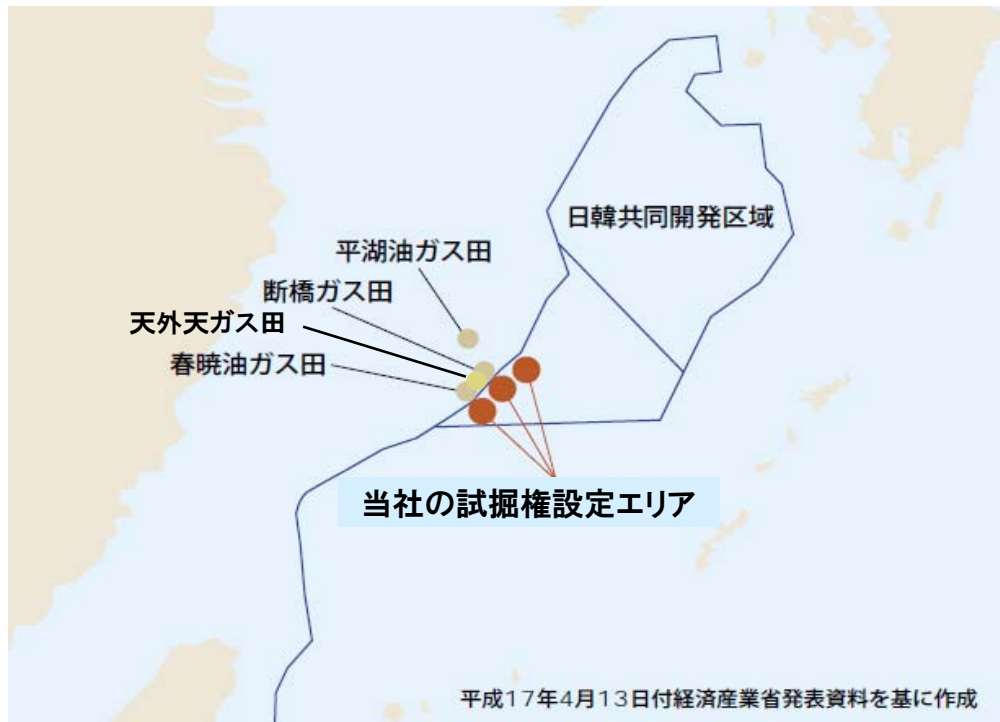 日韓共同開発区域
平湖油ガス田
断橋ガス田
天外天ガス田
春暁油ガス田
当社の試掘権設定エリア
平成17年4月13日付経済産業省発表資料を基に作成